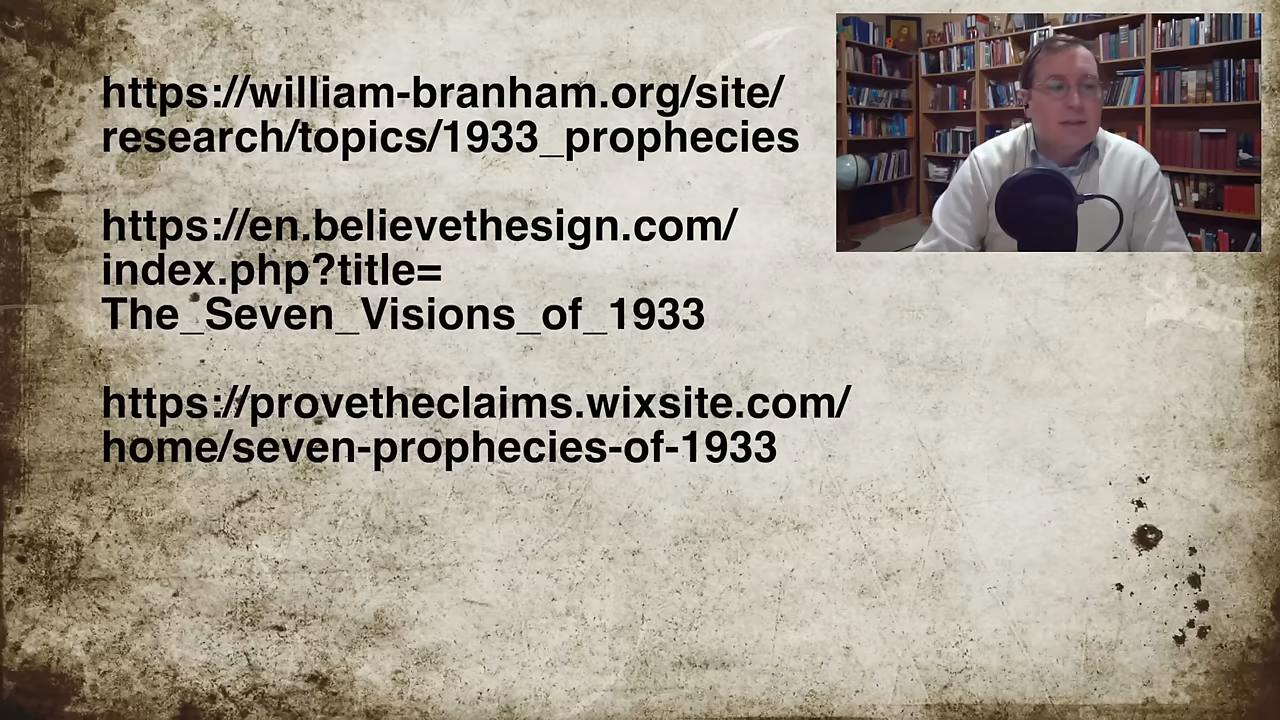 https://william-branham.org/site/
research/topics/1933_prophecies
https://en.believethesign.com/
index.php?title=
The_Seven_Visions_of_1933
https://provetheclaims.wixsite.com/
home/seven-prophecies-of-1933